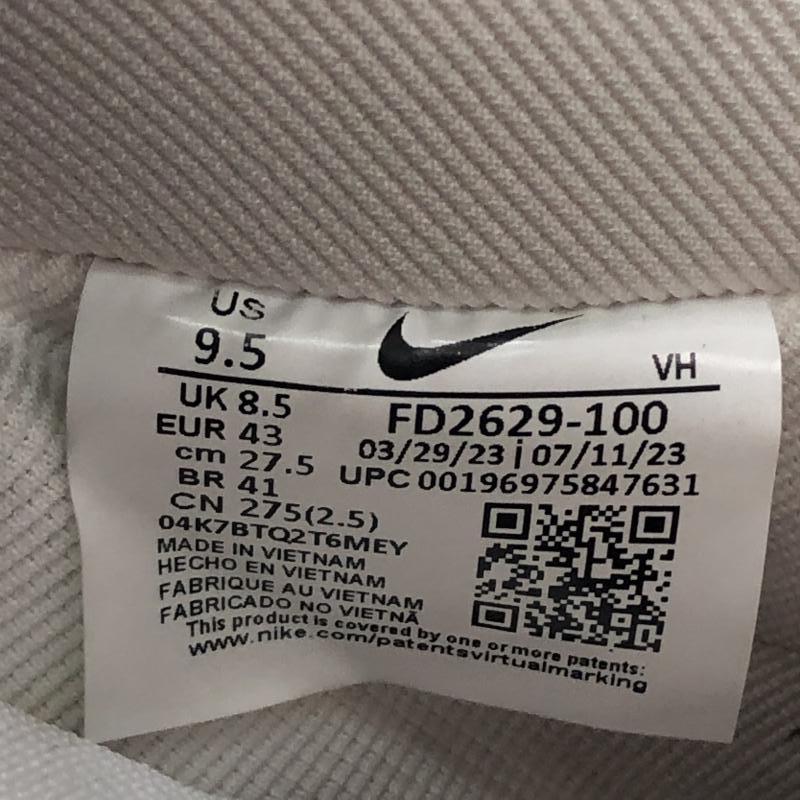 US
9.5
VH
UK 8.5
FD2629-100
EUR 43
03/29/23 | 07/11/23
cm 27.5
UPC 00196975847631
BR 41
CN 275(2.5)
04K7BTQ2T6MEY
MADE IN VIETNAM
HECHO EN VIETNAM
FABRIQUE AU VIETNAM
FABRICADO NO VIETNÃ
This product is covered by one or more patents:
www.nike.com/patentsvirtualmarking